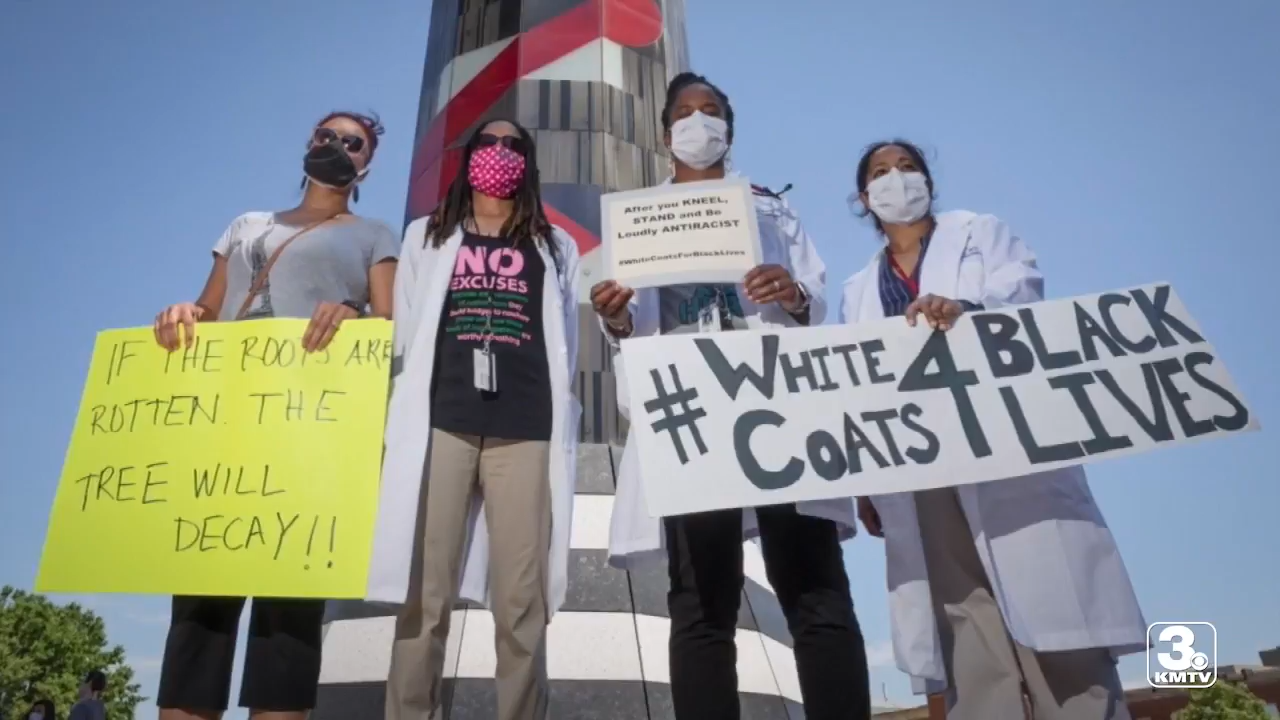 IF THE ROOTS ARE
ROTTEN. THE
TREE WILL
DECAY!!
NO
EXCUSES
After you KNEEL,
STAND and Be
Loudly ANTIRACIST
#WhiteCoatsForBlackLives
#WHITE
COATS
4
BLACK
LIVES
3
KMTV